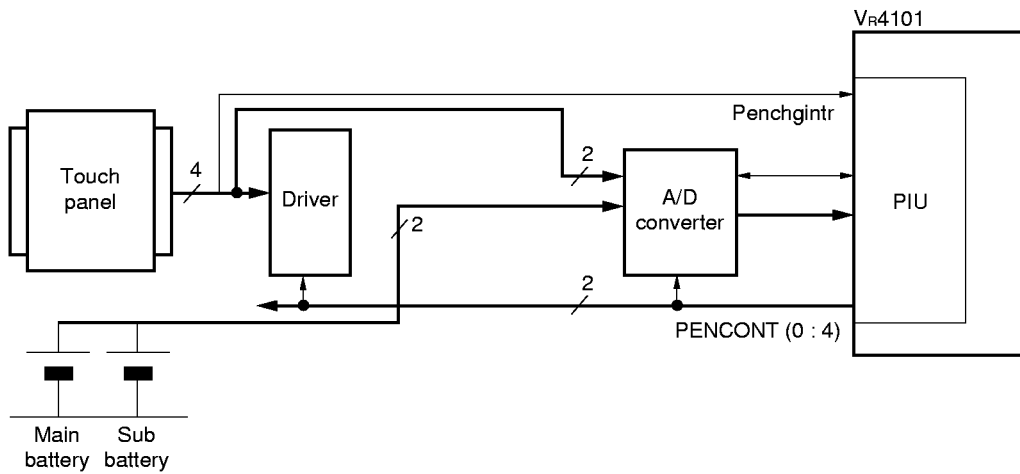 VR4101
Penchgintr
Touch
panel
4
Driver
2
A/D
converter
PIU
2
2
PENCONT (0 : 4)
Main
battery
Sub
battery